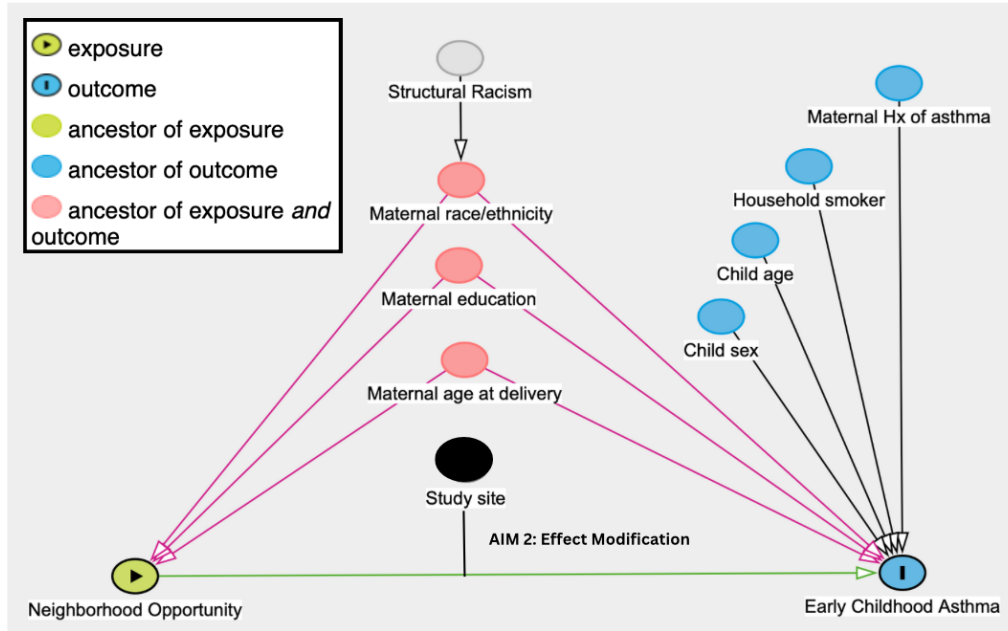 exposure
outcome
ancestor of exposure
ancestor of outcome
ancestor of exposure and
outcome
Structural Racism
Maternal Hx of asthma
Household smoker
Maternal race/ethnicity
Child age
Maternal education
Child sex
Maternal age at delivery
Study site
AIM 2: Effect Modification
Neighborhood Opportunity
Early Childhood Asthma